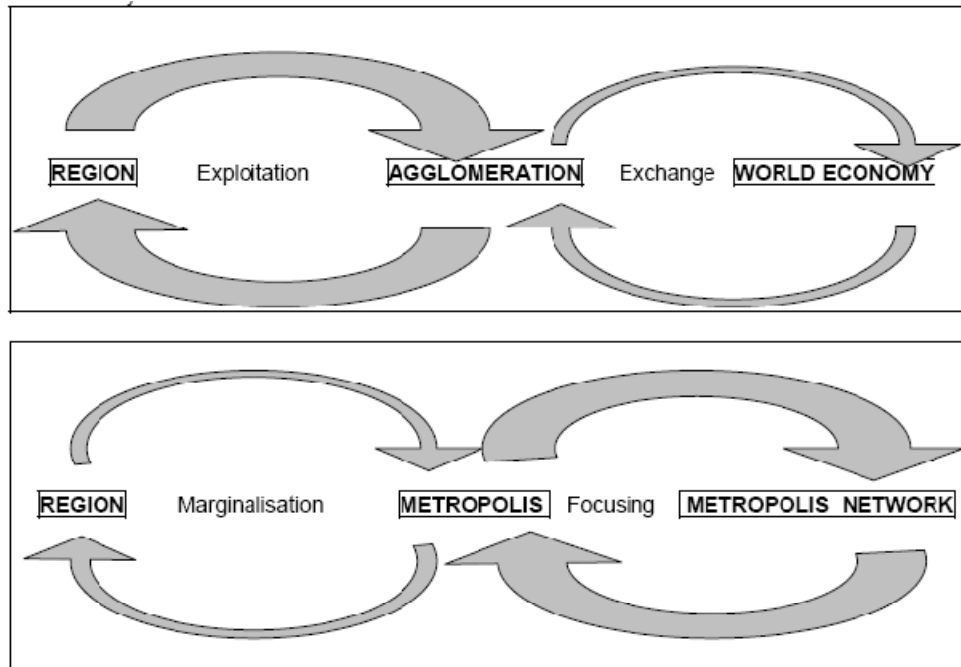 REGION Exploitation AGGLOMERATION Exchange WORLD ECONOMY
REGION Marginalisation METROPOLIS Focusing METROPOLIS NETWORK